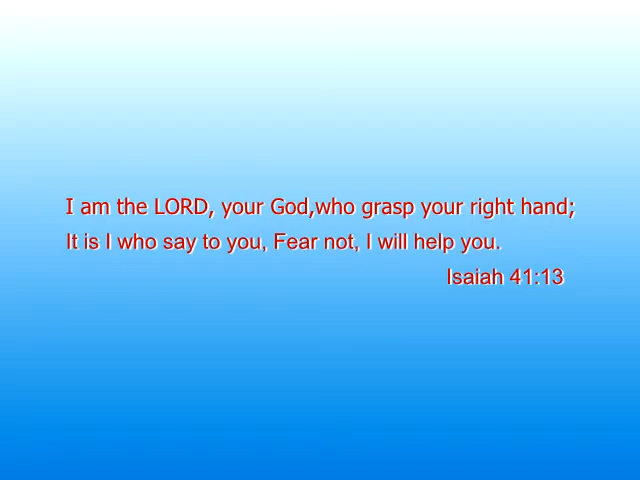 I am the LORD, your God,who grasp your right hand;
It is I who say to you, Fear not, I will help you.
Isaiah 41:13